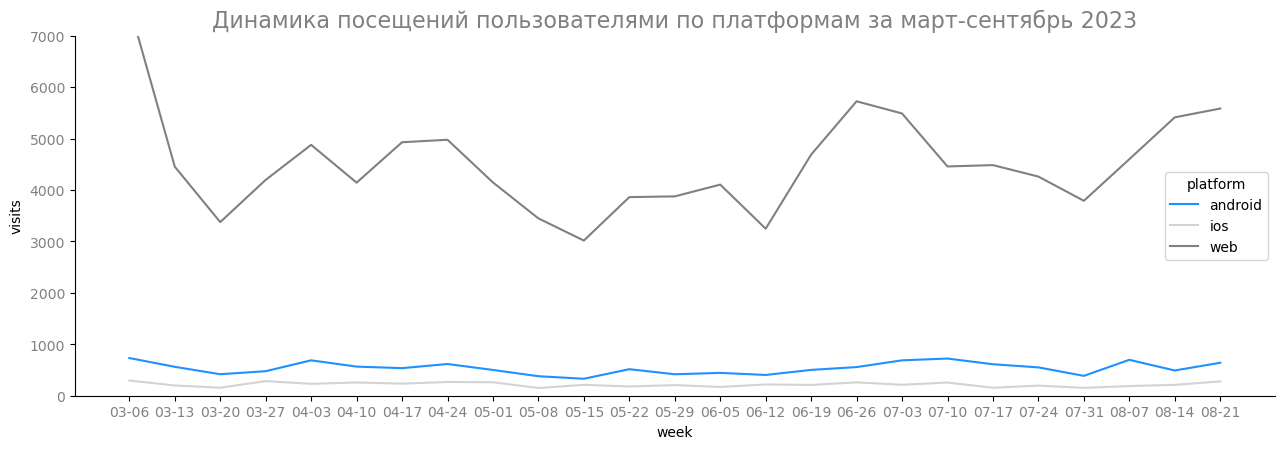 Динамика посещений пользователями по платформам за март-сентябрь 2023
7000
6000
5000
4000
3000
2000
1000
0
visits
platform
android
ios
web
03-06 03-13 03-20 03-27 04-03 04-10 04-17 04-24 05-01 05-08 05-15 05-22 05-29 06-05 06-12 06-19 06-26 07-03 07-10 07-17 07-24 07-31 08-07 08-14 08-21
week